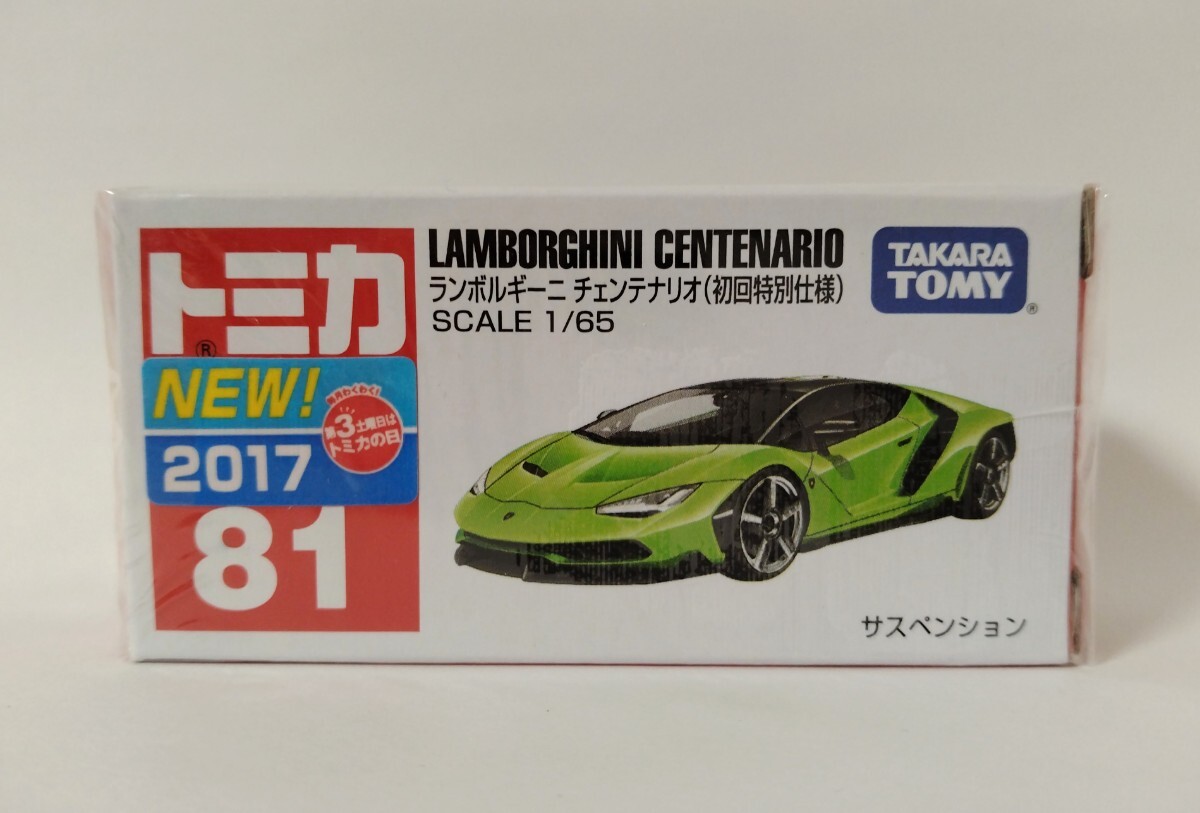 トミカ
®
NEW!
2017
毎月わくわく!
第3土曜日は
トミカの日
81
LAMBORGHINI CENTENARIO
ランボルギーニ チェンテナリオ(初回特別仕様)
SCALE 1/65
TAKARA
TOMY
®
サスペンション